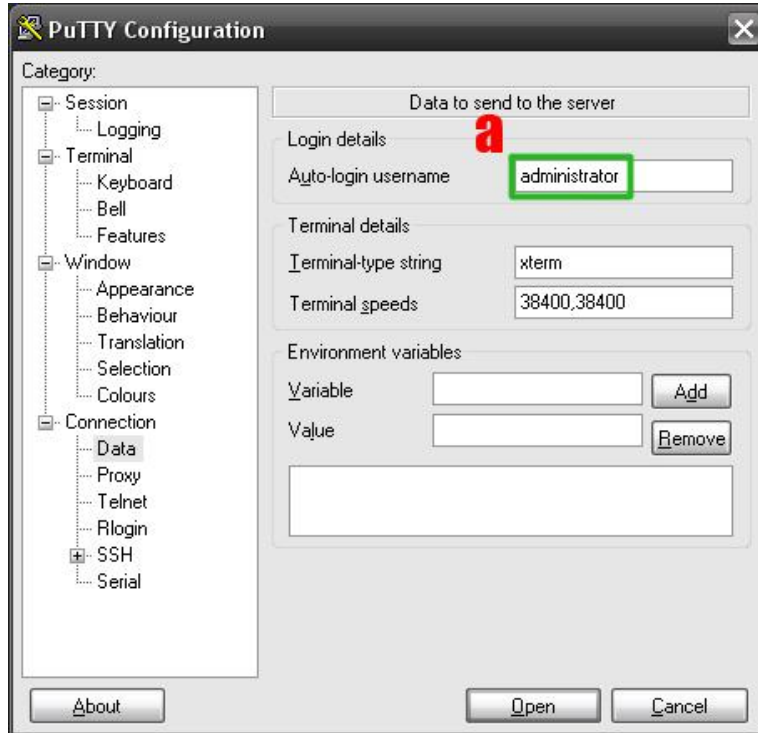 PuTTY Configuration
Category:
Session
Logging
Terminal
Keyboard
Bell
Features
Window
Appearance
Behaviour
Translation
Selection
Colours
Connection
Data
Proxy
Telnet
Rlogin
SSH
Serial
Data to send to the server
a
Login details
Auto-login username administrator
Terminal details
Terminal-type string xterm
Terminal speeds 38400,38400
Environment variables
Variable Add
Value Remove
About Open Cancel